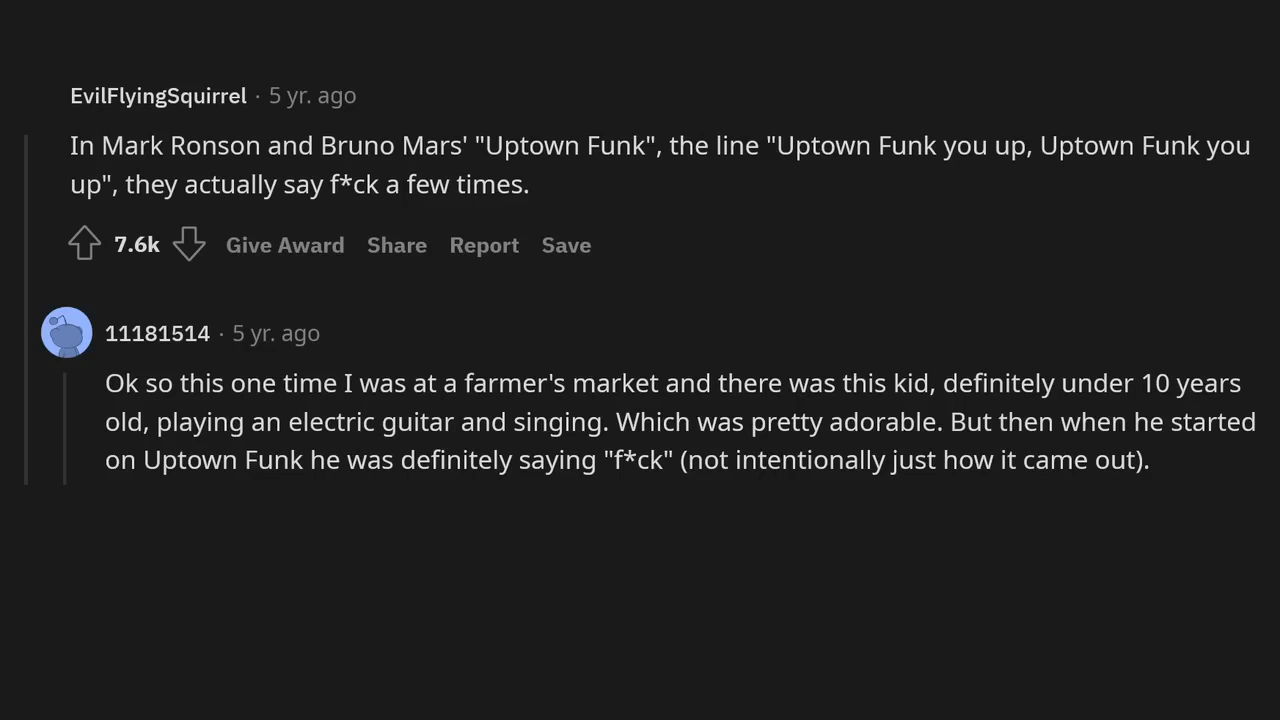 EvilFlyingSquirrel · 5 yr. ago
In Mark Ronson and Bruno Mars' "Uptown Funk", the line "Uptown Funk you up, Uptown Funk you
up", they actually say f*ck a few times.
7.6k Give Award Share Report Save
11181514 · 5 yr. ago
Ok so this one time I was at a farmer's market and there was this kid, definitely under 10 years
old, playing an electric guitar and singing. Which was pretty adorable. But then when he started
on Uptown Funk he was definitely saying "f*ck" (not intentionally just how it came out).